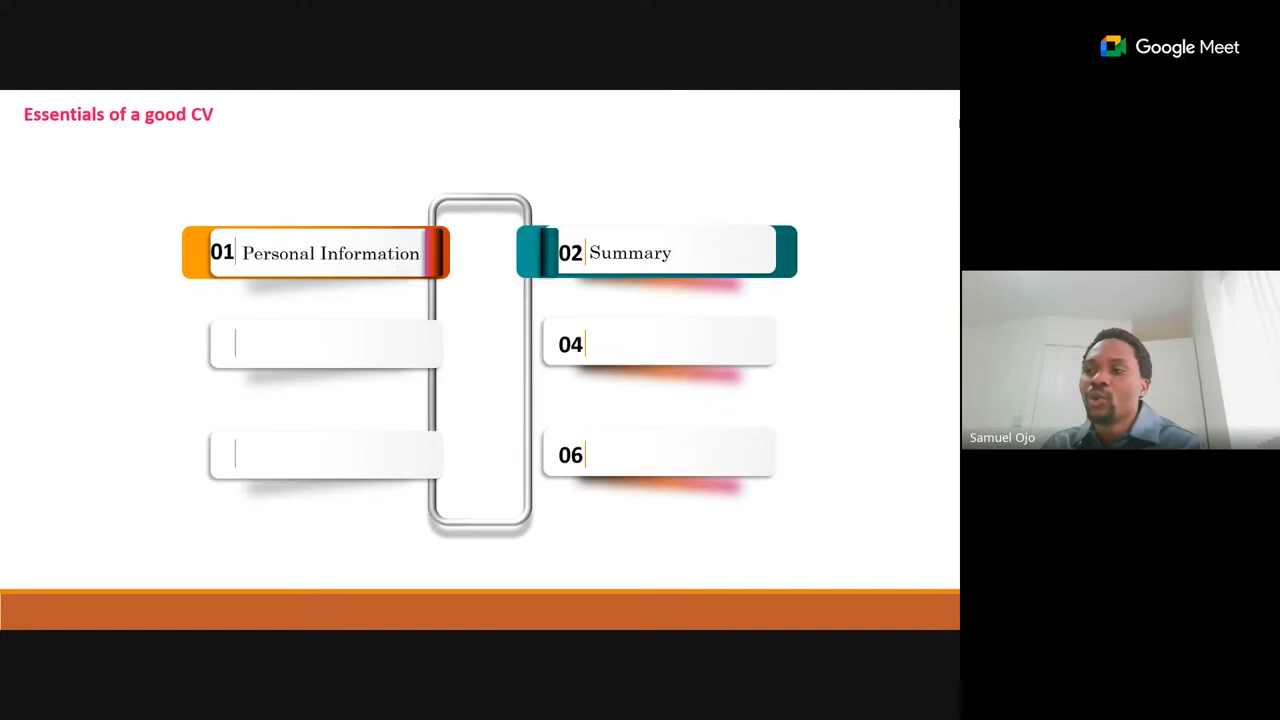 Google Meet
Essentials of a good CV
01 Personal Information
02 Summary
04
06
Samuel Ojo